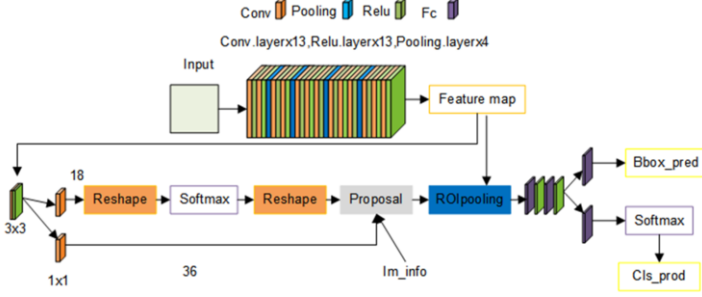 Conv Pooling Relu Fc
Conv.layerx13,Relu.layerx13,Pooling.layerx4
Input
Feature map
18
Reshape Softmax Reshape Proposal ROIpooling
Bbox_pred
Softmax
3x3
1x1
36
Im_info
Cls_prod